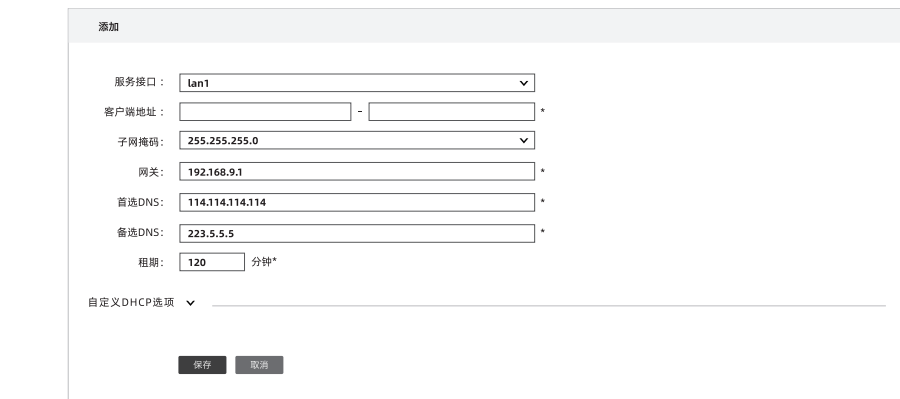 添加
服务接口： lan1
客户端地址： - *
子网掩码： 255.255.255.0
网关： 192.168.9.1 *
首选DNS： 114.114.114.114 *
备选DNS： 223.5.5.5 *
租期： 120 分钟*
自定义DHCP选项
保存 取消